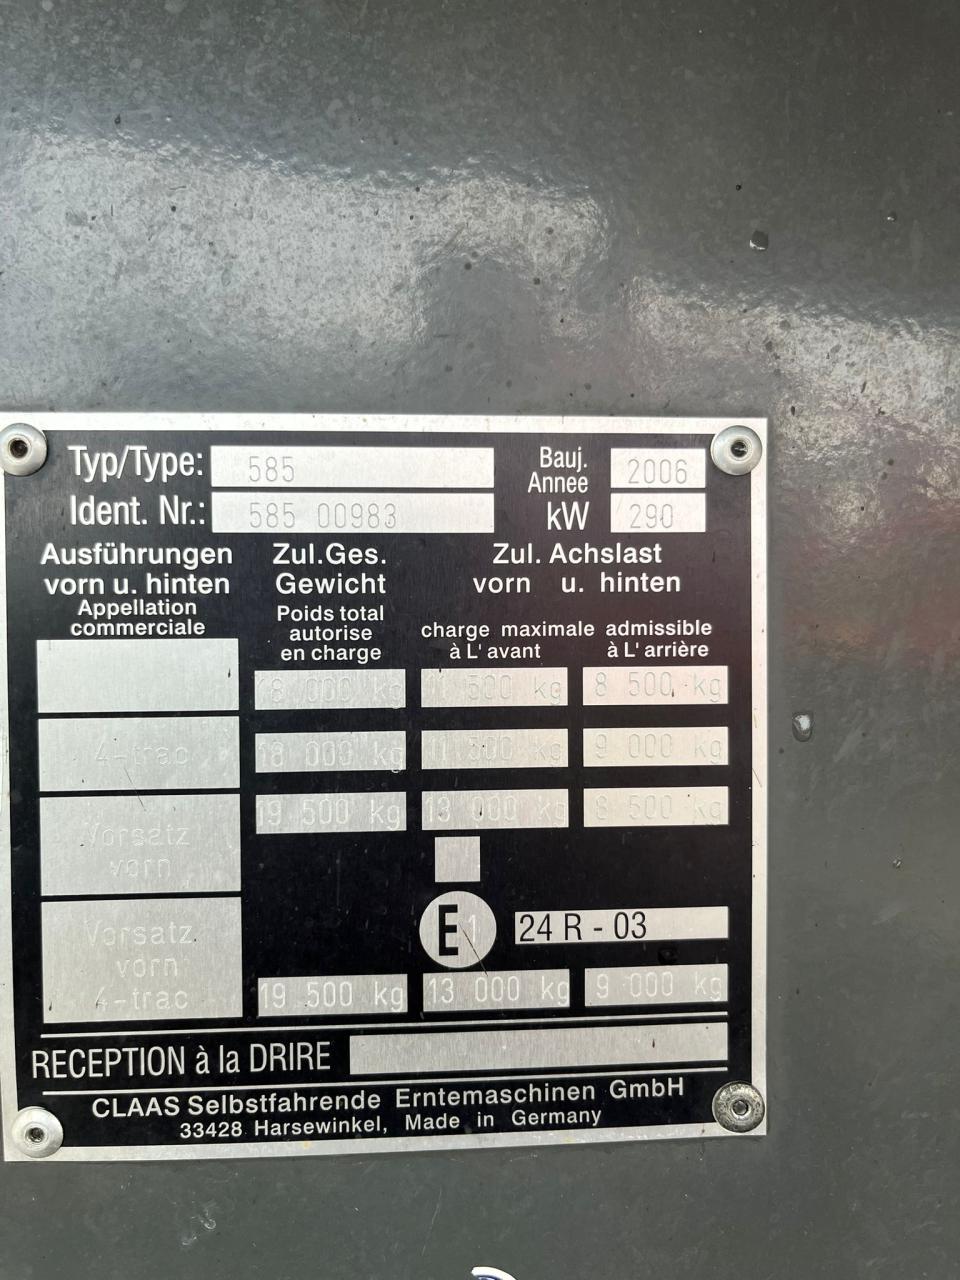 Typ/Type: 585
Bauj. Annee 2006
Ident. Nr.: 585 00983
kW 290
Ausführungen Zul.Ges. Zul. Achslast
vorn u. hinten Gewicht vorn u. hinten
Appellation commerciale
Poids total autorise en charge
charge maximale admissible
à L' avant à L' arrière
8 000 kg 11 500 kg 8 500 kg
4-trac 18 000 kg 11 500 kg 9 000 kg
Vorsatz vorn 19 500 kg 13 000 kg 8 500 kg
E1 24 R - 03
Vorsatz vorn 4-trac 19 500 kg 13 000 kg 9 000 kg
RECEPTION à la DRIRE
CLAAS Selbstfahrende Erntemaschinen GmbH
33428 Harsewinkel, Made in Germany